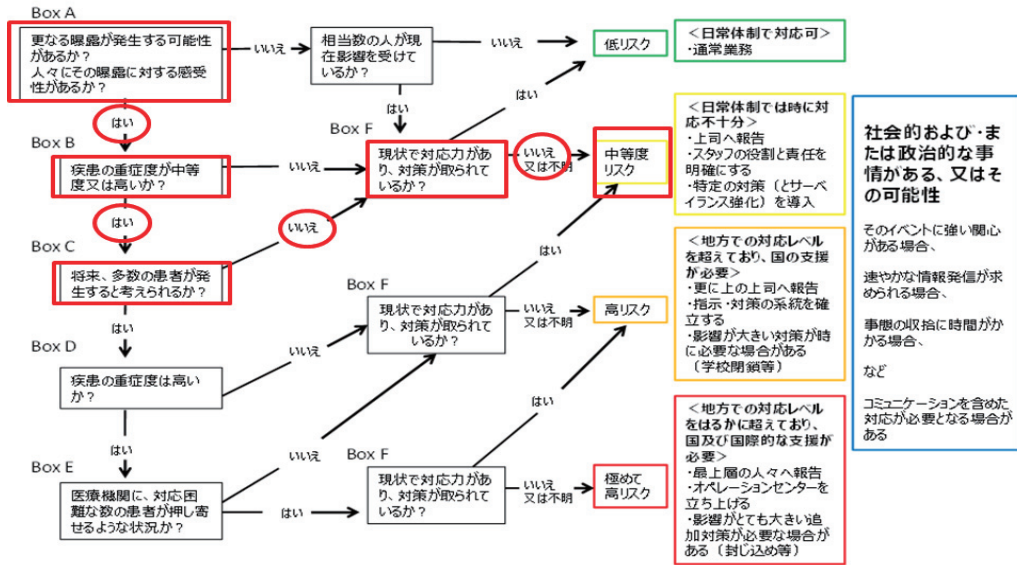 Box A
更なる曝露が発生する可能性
があるか？
人々にその曝露に対する感受
性があるか？
いいえ
相当数の人が現
在影響を受けて
いるか？
いいえ
低リスク
＜日常体制で対応可＞
・通常業務
はい
はい
はい
Box B
疾患の重症度が中等
度又は高いか？
いいえ
Box F
現状で対応力があ
り、対策が取られて
いるか？
いいえ
又は不明
中等度
リスク
＜日常体制では時に対
応不十分＞
・上司へ報告
・スタッフの役割と責任を
明確にする
・特定の対策（とサーベ
イランス強化）を導入
はい
いいえ
Box C
将来、多数の患者が発
生すると考えられるか？
はい
はい
Box D
疾患の重症度は高い
か？
いいえ
Box F
現状で対応力があ
り、対策が取られて
いるか？
いいえ
又は不明
高リスク
＜地方での対応レベル
を超えており、国の支援
が必要＞
・更に上の上司へ報告
・指示・対策の系統を確
立する
・影響が大きい対策が時
に必要な場合がある
（学校閉鎖等）
はい
はい
Box E
医療機関に、対応困
難な数の患者が押し寄
せるような状況か？
いいえ
はい
Box F
現状で対応力があ
り、対策が取られて
いるか？
いいえ
又は不明
極めて
高リスク
＜地方での対応レベル
をはるかに超えており、
国及び国際的な支援が
必要＞
・最上層の人々へ報告
・オペレーションセンターを
立ち上げる
・影響がとても大きい追
加対策が必要な場合が
ある（封じ込め等）
社会的および・ま
たは政治的な事
情がある、又はそ
の可能性
そのイベントに強い関心
がある場合、
速やかな情報発信が求
められる場合、
事態の収拾に時間がか
かる場合、
など
コミュニケーションを含めた
対応が必要となる場合が
ある